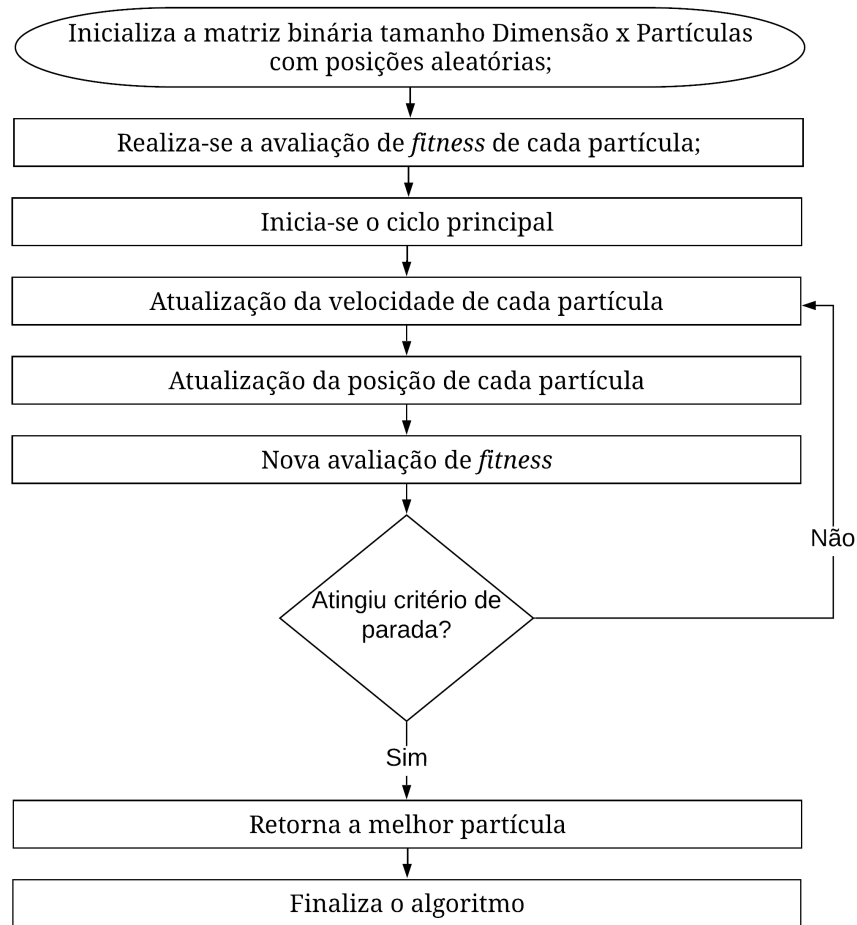 Inicializa a matriz binária tamanho Dimensão x Partículas
com posições aleatórias;
Realiza-se a avaliação de fitness de cada partícula;
Inicia-se o ciclo principal
Atualização da velocidade de cada partícula
Atualização da posição de cada partícula
Nova avaliação de fitness
Não
Atingiu critério de
parada?
Sim
Retorna a melhor partícula
Finaliza o algoritmo